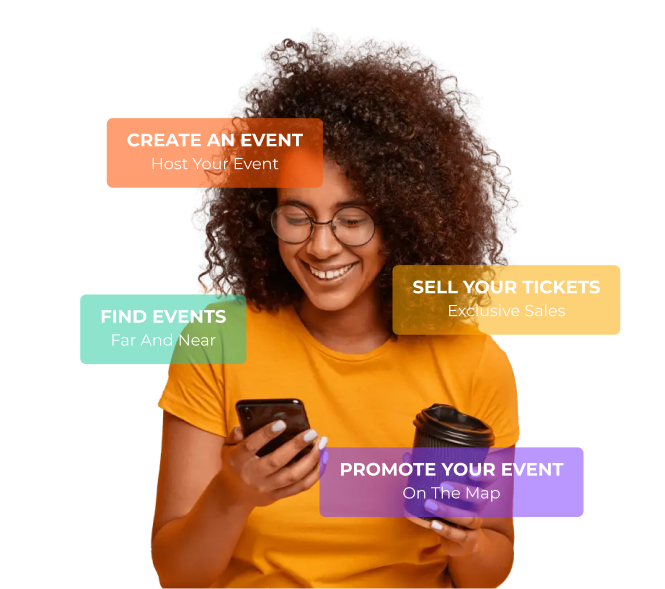 CREATE AN EVENT
Host Your Event
SELL YOUR TICKETS
Exclusive Sales
FIND EVENTS
Far And Near
PROMOTE YOUR EVENT
On The Map